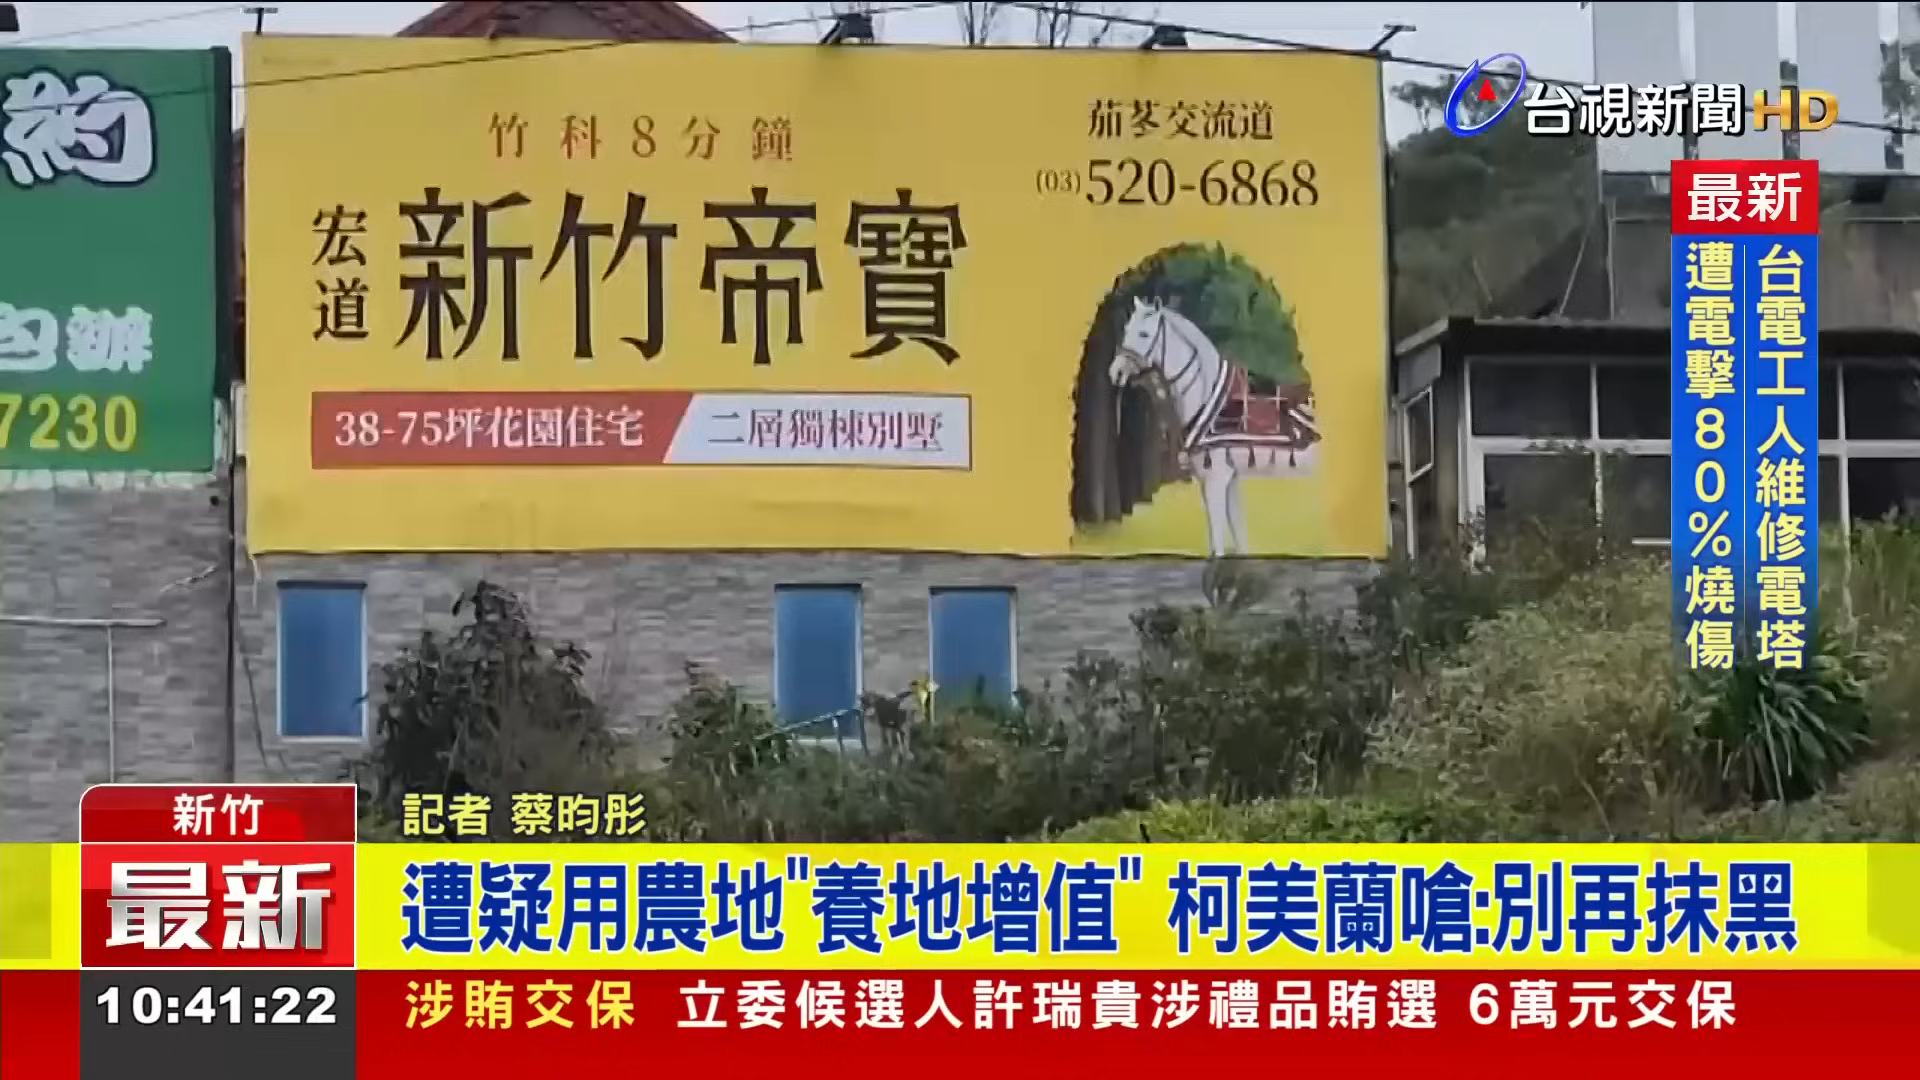 約
包辦
7230
竹科8分鐘
宏道
新竹帝寶
38-75坪花園住宅
二層獨棟別墅
茄苳交流道
(03)520-6868
台視新聞HD
最新
台電工人維修電塔
遭電擊80%燒傷
新竹
最新
10:41:22
記者 蔡昀彤
遭疑用農地"養地增值" 柯美蘭嗆:別再抹黑
涉賄交保 立委候選人許瑞貴涉禮品賄選 6萬元交保